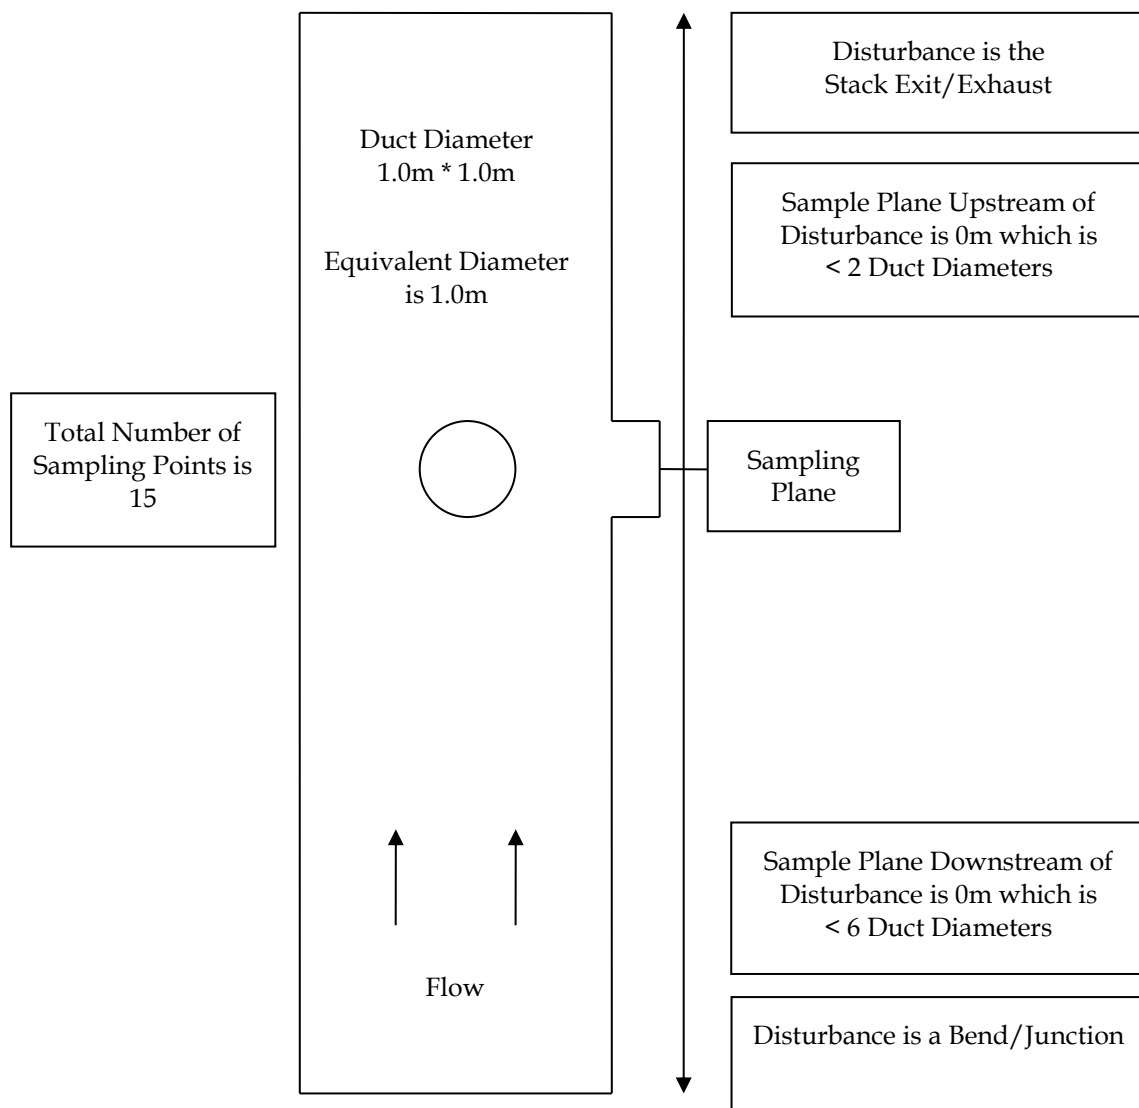 Disturbance is the
Stack Exit/Exhaust
Duct Diameter
1.0m * 1.0m
Sample Plane Upstream of
Disturbance is 0m which is
< 2 Duct Diameters
Equivalent Diameter
is 1.0m
Total Number of
Sampling Points is
15
Sampling
Plane
Sample Plane Downstream of
Disturbance is 0m which is
< 6 Duct Diameters
Flow
Disturbance is a Bend/Junction